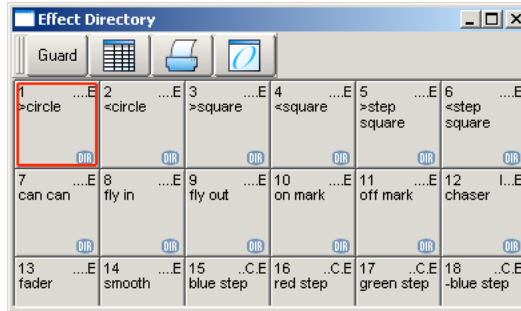 Effect Directory
Guard
1 ....E 2 ....E 3 ....E 4 ....E 5 ....E 6 ....E
>circle <circle >square <square >step <step
square square
DIR DIR DIR DIR DIR DIR
7 ....E 8 ....E 9 ....E 10 ....E 11 ....E 12 I...E
can can fly in fly out on mark off mark chaser
DIR DIR DIR DIR DIR DIR
13 ....E 14 ....E 15 ..C.E 16 ..C.E 17 ..C.E 18 ..C.E
fader smooth blue step red step green step -blue step